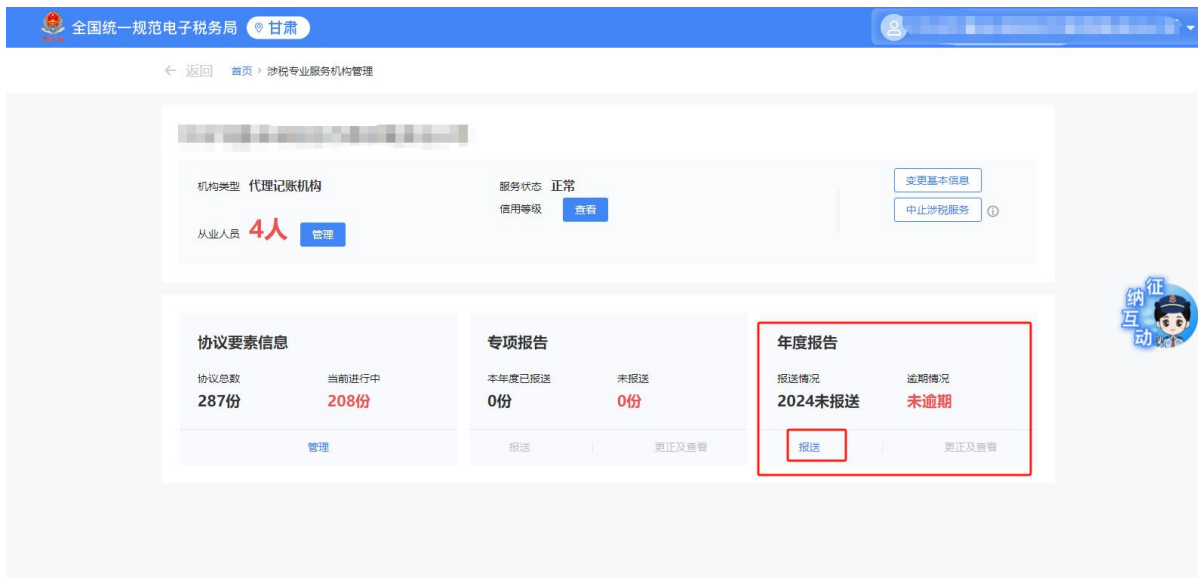 全国统一规范电子税务局 甘肃
返回 首页 > 涉税专业服务机构管理
机构类型 代理记账机构
服务状态 正常
变更基本信息
信用等级 查看
中止涉税服务
从业人员 4人 管理
征纳互动
协议要素信息
专项报告
年度报告
协议总数 当前进行中
本年度已报送 未报送
报送情况 逾期情况
287份 208份
0份 0份
2024未报送 未逾期
管理
报送 更正及查看
报送 更正及查看